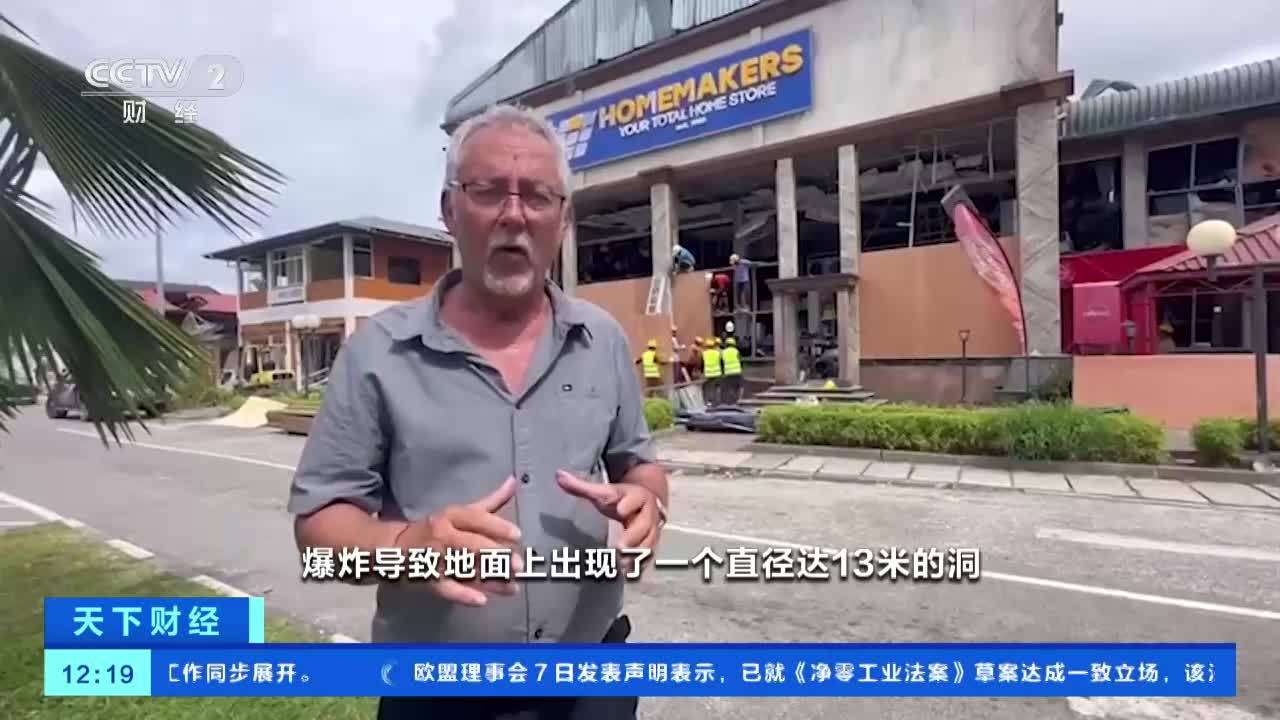 CCTV 2
财 经
HOMEMAKERS
YOUR TOTAL HOME STORE
爆炸导致地面上出现了一个直径达13米的洞
天下财经
12:19
工作同步展开。 欧盟理事会7日发表声明表示，已就《净零工业法案》草案达成一致立场，该